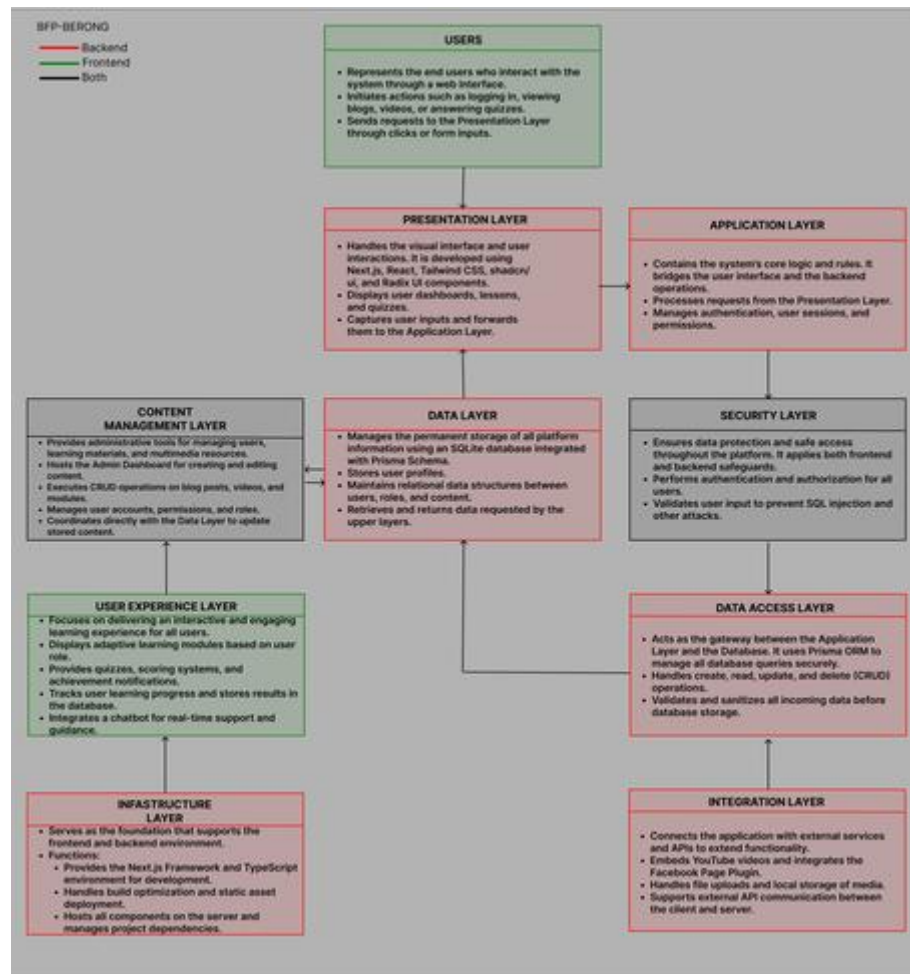 BFP-BERONG
Backend
Frontend
Both
USERS
• Represents the end users who interact with the
system through a web interface.
• Initiates actions such as logging in, viewing
blogs, videos, or answering quizzes.
• Sends requests to the Presentation Layer
through clicks or form inputs.
PRESENTATION LAYER
• Handles the visual interface and user
interactions. It is developed using
Next.js, React, Tailwind CSS, shadcn/
ui, and Radix UI components.
• Displays user dashboards, lessons,
and quizzes.
• Captures user inputs and forwards
them to the Application Layer.
APPLICATION LAYER
• Contains the system's core logic and rules. It
bridges the user interface and the backend
operations.
• Processes requests from the Presentation Layer.
• Manages authentication, user sessions, and
permissions.
CONTENT
MANAGEMENT LAYER
• Provides administrative tools for managing users,
learning materials, and multimedia resources.
• Hosts the Admin Dashboard for creating and editing
content.
• Executes CRUD operations on blog posts, videos, and
modules.
• Manages user accounts, permissions, and roles.
• Coordinates directly with the Data Layer to update
stored content.
DATA LAYER
• Manages the permanent storage of all platform
information using an SQLite database integrated
with Prisma Schema.
• Stores user profiles.
• Maintains relational data structures between
users, roles, and content.
• Retrieves and returns data requested by the
upper layers.
SECURITY LAYER
• Ensures data protection and safe access
throughout the platform. It applies both frontend
and backend safeguards.
• Performs authentication and authorization for all
users.
• Validates user input to prevent SQL injection and
other attacks.
USER EXPERIENCE LAYER
• Focuses on delivering an interactive and engaging
learning experience for all users.
• Displays adaptive learning modules based on user
role.
• Provides quizzes, scoring systems, and
achievement notifications.
• Tracks user learning progress and stores results in
the database.
• Integrates a chatbot for real-time support and
guidance.
DATA ACCESS LAYER
• Acts as the gateway between the Application
Layer and the Database. It uses Prisma ORM to
manage all database queries securely.
• Handles create, read, update, and delete (CRUD)
operations.
• Validates and sanitizes all incoming data before
database storage.
INFASTRUCTURE
LAYER
• Serves as the foundation that supports the
frontend and backend environment.
• Functions:
• Provides the Next.js Framework and TypeScript
environment for development.
• Handles build optimization and static asset
deployment.
• Hosts all components on the server and
manages project dependencies.
INTEGRATION LAYER
• Connects the application with external services
and APIs to extend functionality.
• Embeds YouTube videos and integrates the
Facebook Page Plugin.
• Handles file uploads and local storage of media.
• Supports external API communication between
the client and server.